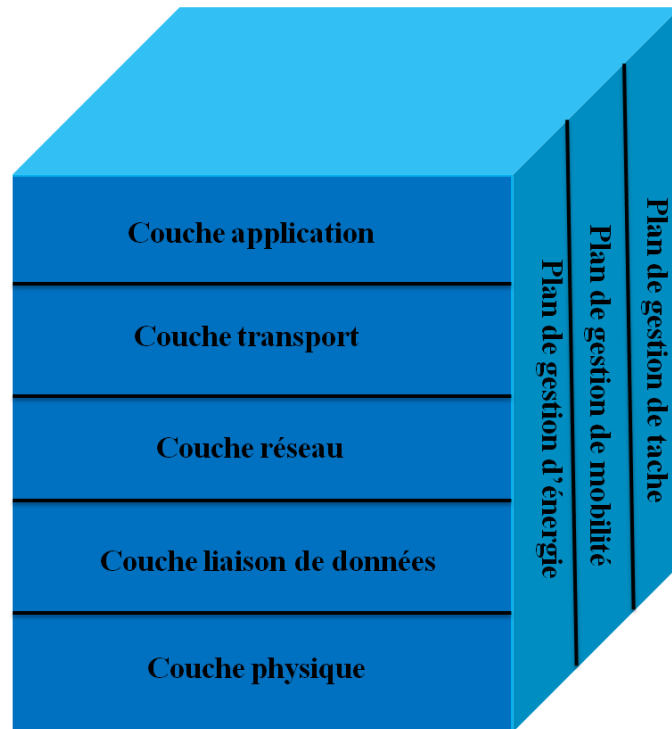 Couche application
Couche transport
Couche réseau
Couche liaison de données
Couche physique
Plan de gestion d’énergie
Plan de gestion de mobilité
Plan de gestion de tache